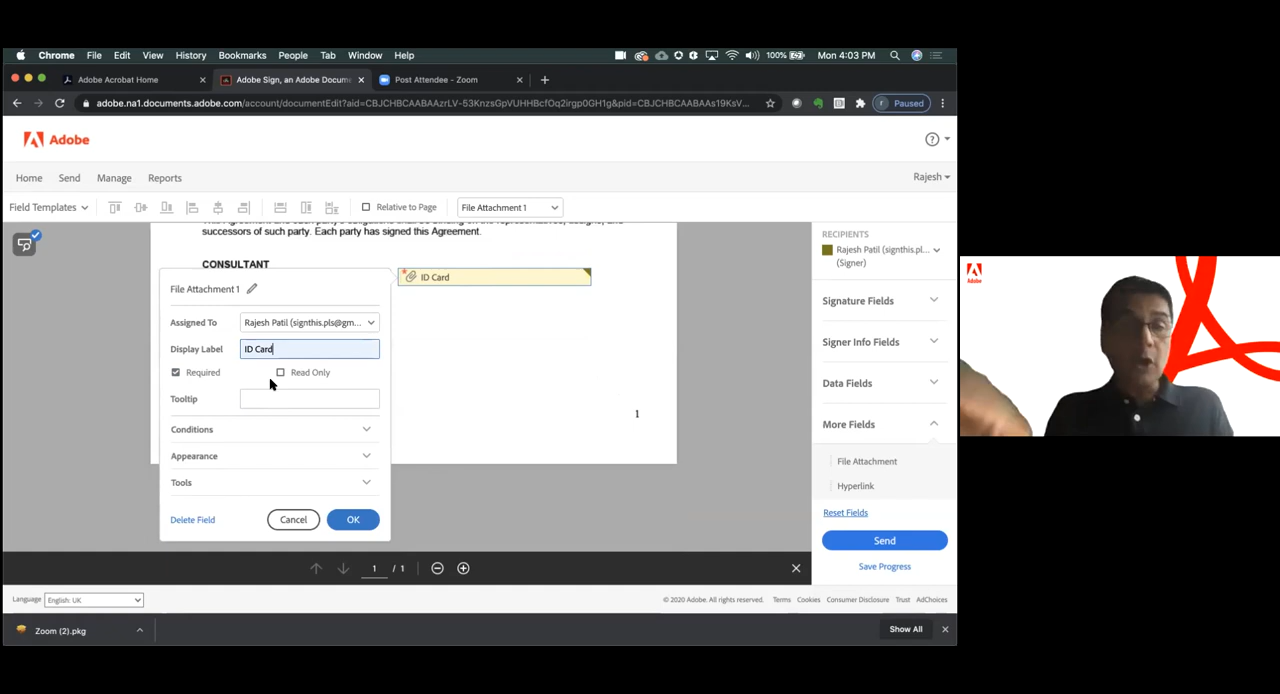 Chrome File Edit View History Bookmarks People Tab Window Help 100% Mon 4:03 PM
Adobe Acrobat Home Adobe Sign, an Adobe Docume Post Attendee - Zoom
adobe.na1.documents.adobe.com/account/documentEdit?aid=CBJCHBCAABAAzrLV-53KnzsGpVUHHBcfOq2irgp0GH1g&pid=CBJCHBCAABAAs19KsV... Paused
Adobe
Home Send Manage Reports Rajesh
Field Templates Relative to Page File Attachment 1
successors of such party. Each party has signed this Agreement.
CONSULTANT
ID Card
File Attachment 1
Assigned To Rajesh Patil (signthis.pls@gm...
Display Label ID Card
Required Read Only
Tooltip
Conditions
Appearance
Tools
Delete Field Cancel OK
1
RECIPIENTS
Rajesh Patil (signthis.pl...
(Signer)
Signature Fields
Signer Info Fields
Data Fields
More Fields
File Attachment
Hyperlink
Reset Fields
Send
Save Progress
1 / 1
Language English: UK © 2020 Adobe. All rights reserved. Terms Cookies Consumer Disclosure Trust AdChoices
Zoom (2).pkg Show All
Adobe